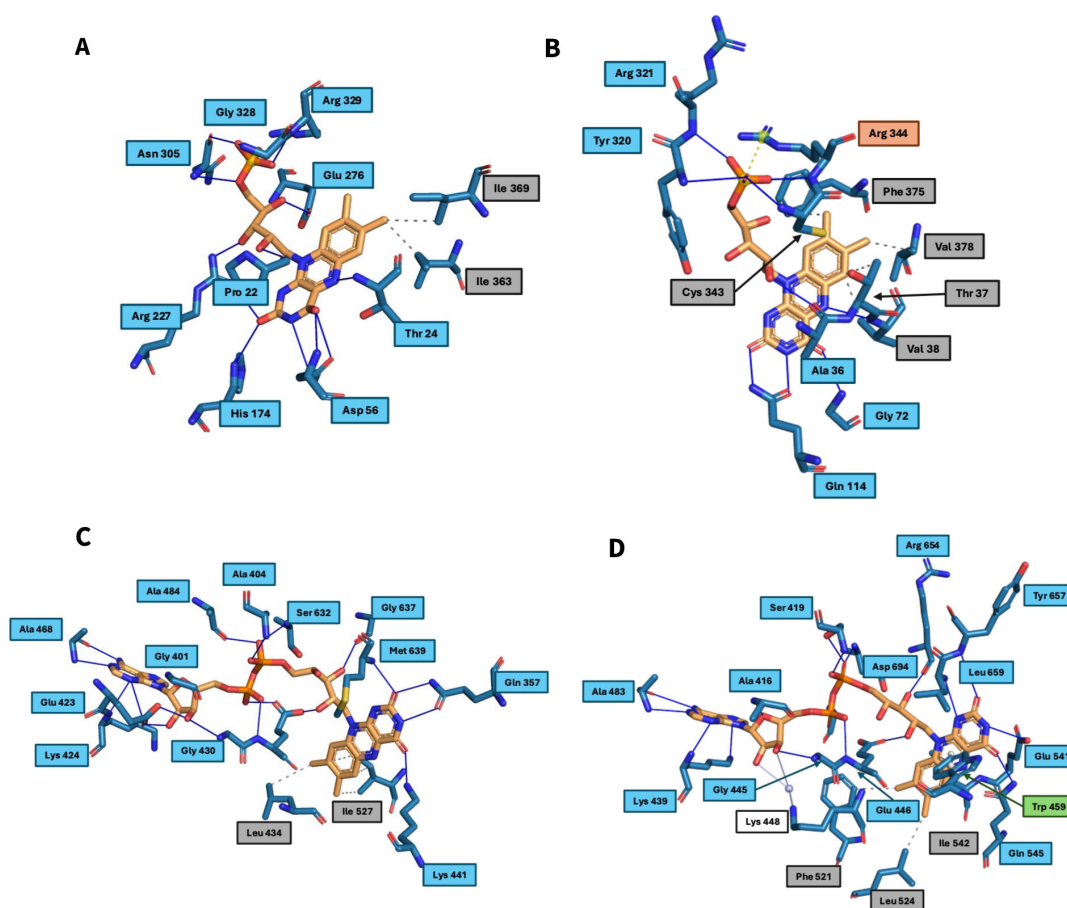 A
Arg 329
Gly 328
Asn 305
Glu 276
Ile 369
Ile 363
Pro 22
Arg 227
Thr 24
His 174
Asp 56
B
Arg 321
Tyr 320
Arg 344
Phe 375
Val 378
Cys 343
Thr 37
Val 38
Ala 36
Gly 72
Gln 114
C
Ala 404
Ala 484
Ser 632
Gly 637
Ala 468
Met 639
Gly 401
Gln 357
Glu 423
Lys 424
Gly 430
Ile 527
Leu 434
Lys 441
D
Arg 654
Tyr 657
Ser 419
Asp 694
Leu 659
Ala 483
Ala 416
Glu 541
Lys 439
Gly 445
Glu 446
Trp 459
Lys 448
Ile 542
Gln 545
Phe 521
Leu 524